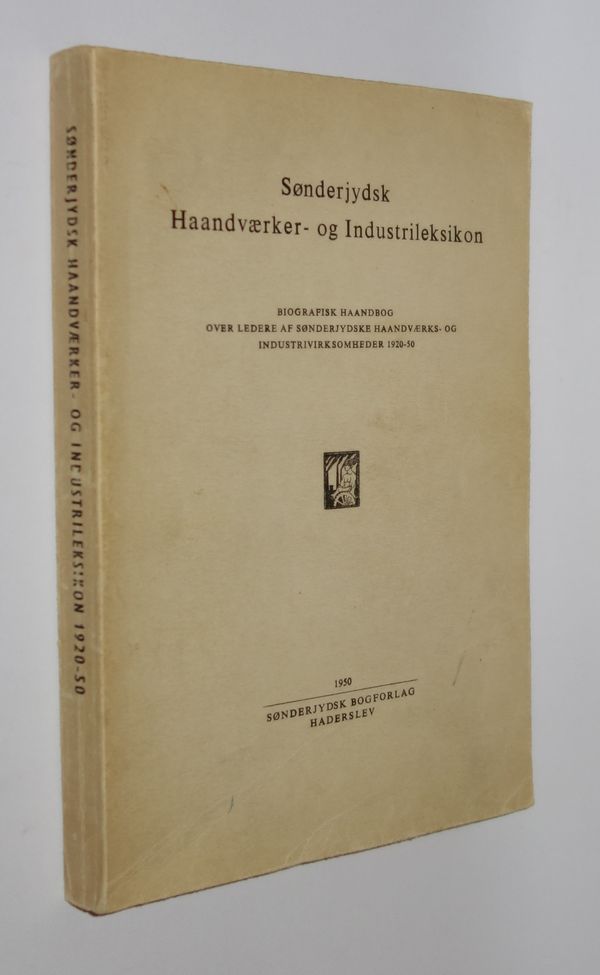 SØNDERJYDSK HAANDVÆRKER- OG INDUSTRILEKSIKON 1920-50
Sønderjydsk
Haandværker- og Industrileksikon
BIOGRAFISK HAANDBOG
OVER LEDERE AF SØNDERJYDSKE HAANDVÆRKS- OG
INDUSTRIVIRKSOMHEDER 1920-50
1950
SØNDERJYDSK BOGFORLAG
HADERSLEV